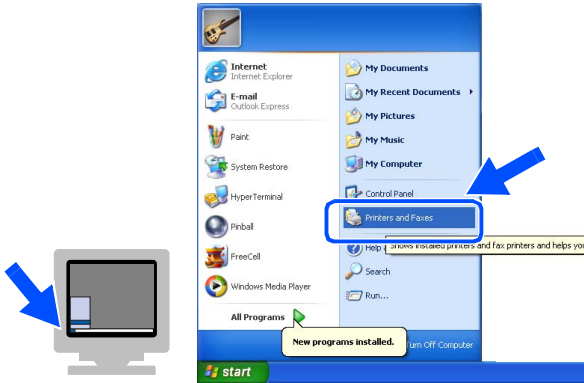 Internet
Internet Explorer
E-mail
Outlook Express
Paint
System Restore
HyperTerminal
Pinball
FreeCell
Windows Media Player
All Programs
My Documents
My Recent Documents
My Pictures
My Music
My Computer
Control Panel
Printers and Faxes
Help
Shows installed printers and fax printers and helps you
Search
Run...
New programs installed.
Turn Off Computer
start